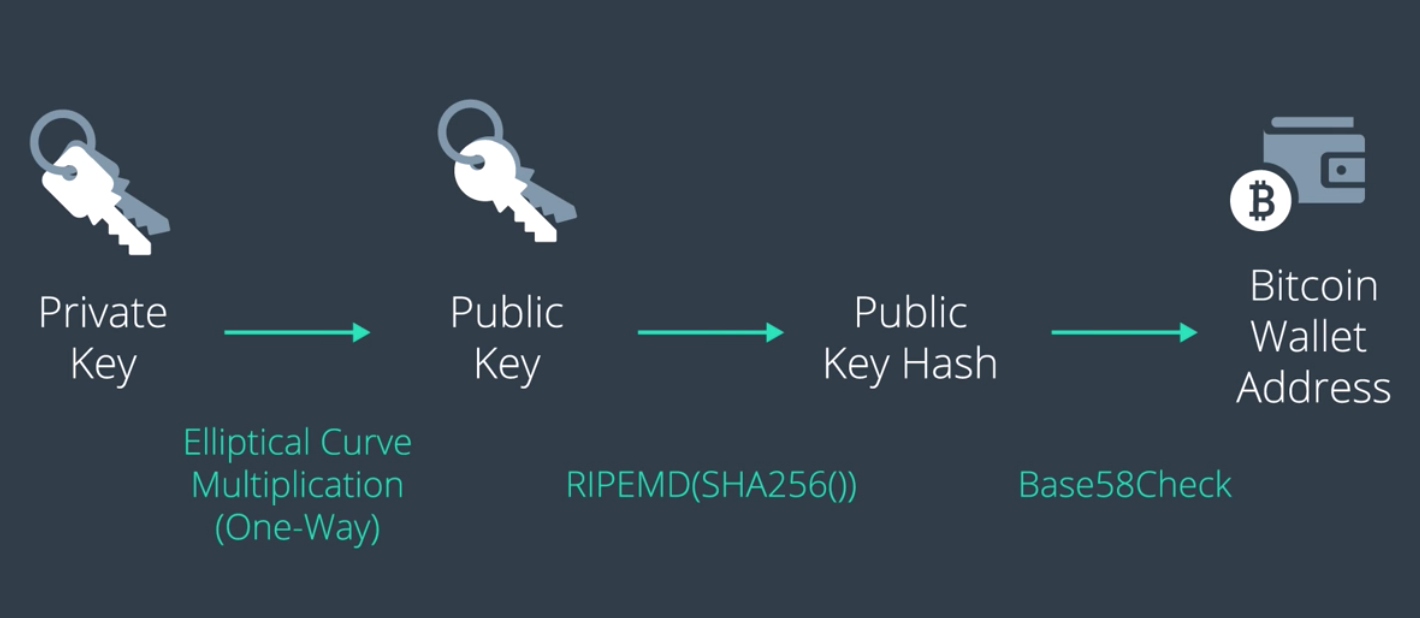 Private
Key
Public
Key
Public
Key Hash
Bitcoin
Wallet
Address
Elliptical Curve
Multiplication
(One-Way)
RIPEMD(SHA256())
Base58Check